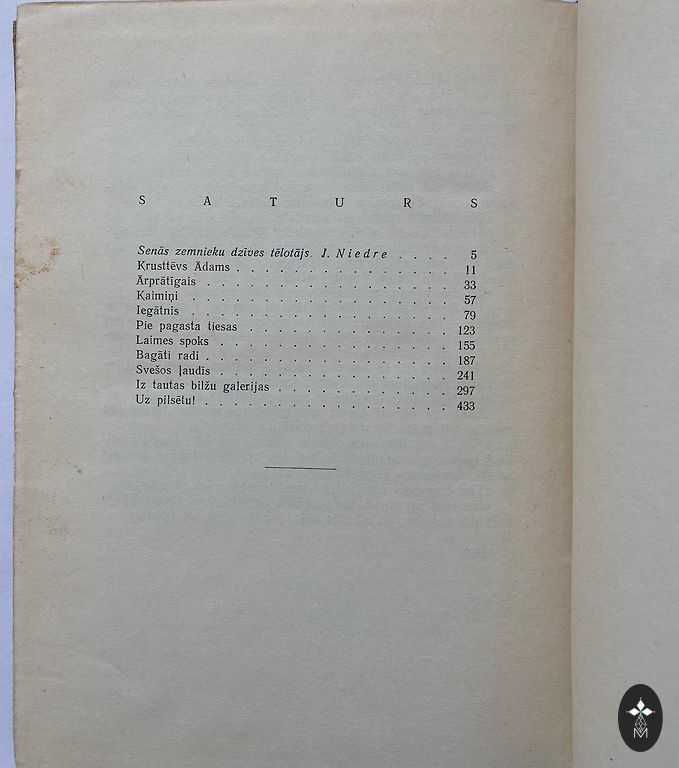 SATURS
Senās zemnieku dzīves tēlotājs. J. Niedre . . . . 5
Krusttēvs Ādams . . . . . . . . . . . . . . . . 11
Ārprātīgais . . . . . . . . . . . . . . . . . . 33
Kaimiņi . . . . . . . . . . . . . . . . . . . 57
Iegātnis . . . . . . . . . . . . . . . . . . . 79
Pie pagasta tiesas . . . . . . . . . . . . . . . 123
Laimes spoks . . . . . . . . . . . . . . . . . 155
Bagāti radi . . . . . . . . . . . . . . . . . . 187
Svešos ļaudīs . . . . . . . . . . . . . . . . . 241
Iz tautas bilžu galerijas . . . . . . . . . . . . . 297
Uz pilsētu! . . . . . . . . . . . . . . . . . . 433
M